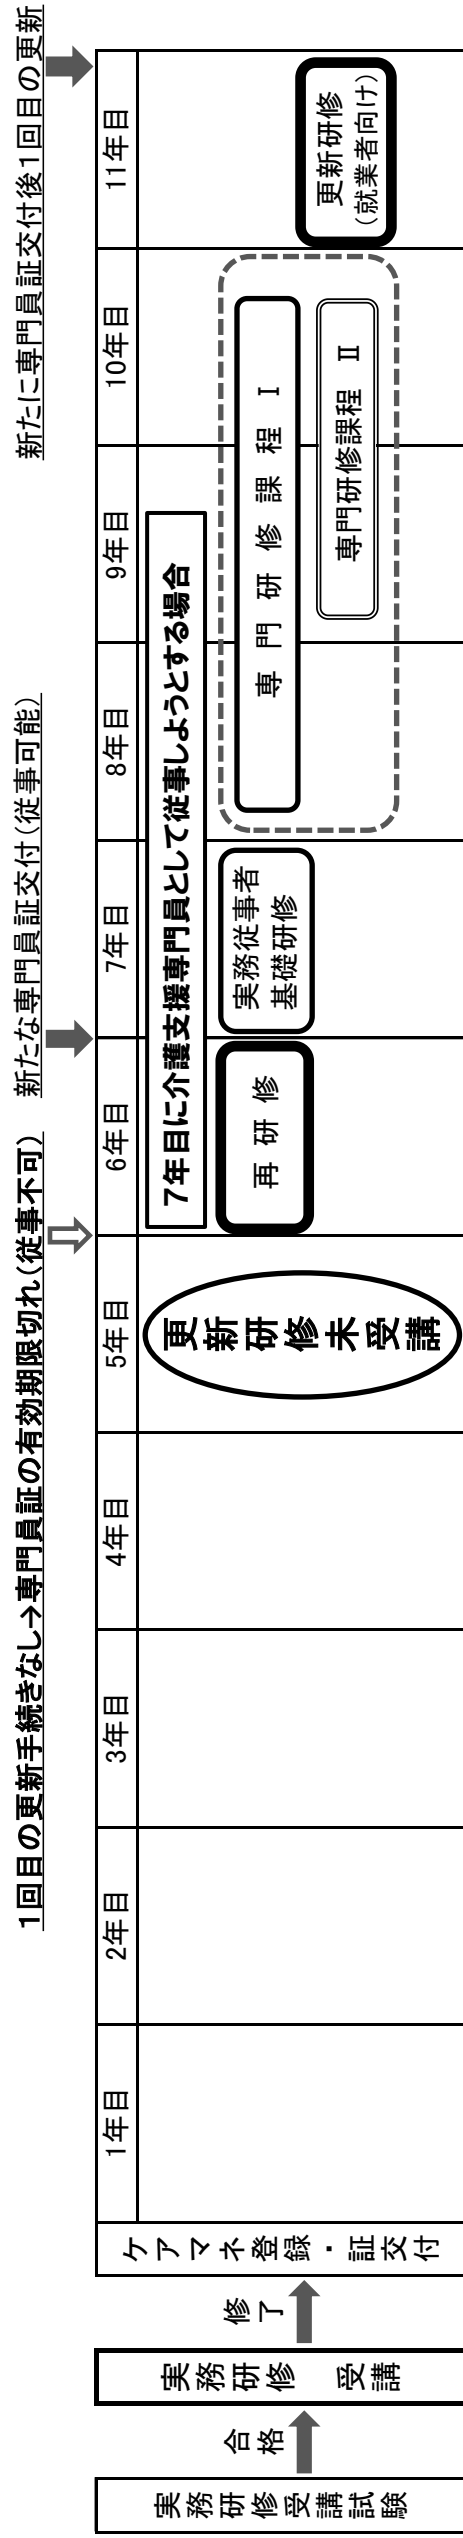 1回目の更新手続きなし→専門員証の有効期限切れ(従事不可)
新たな専門員証交付(従事可能)
新たに専門員証交付後1回目の更新
実務研修受講試験
合格
実務研修 受講
修了
ケアマネ登録・証交付
1年目
2年目
3年目
4年目
5年目
6年目
7年目
8年目
9年目
10年目
11年目
更新研修未受講
7年目に介護支援専門員として従事しようとする場合
再研修
実務従事者
基礎研修
専門研修課程 Ⅰ
専門研修課程 Ⅱ
更新研修
(就業者向け)